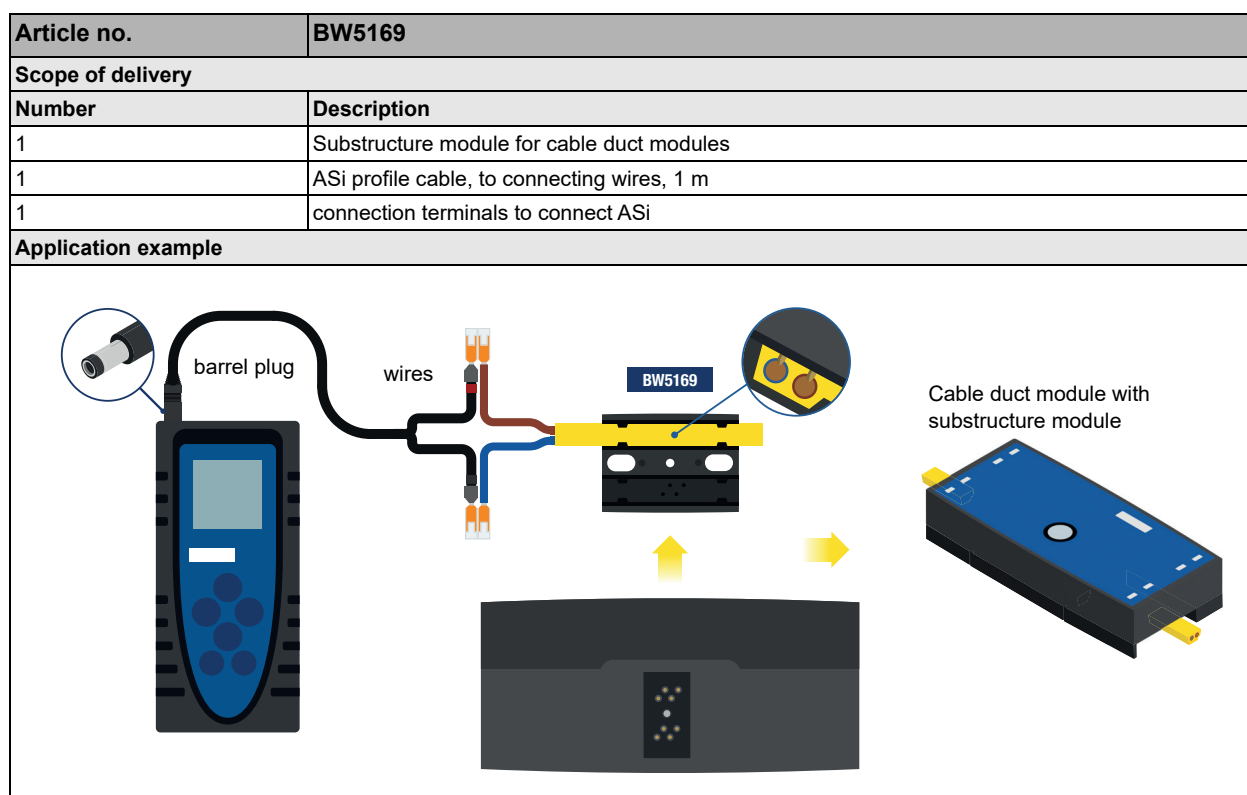 Article no. BW5169
Scope of delivery
Number Description
1 Substructure module for cable duct modules
1 ASi profile cable, to connecting wires, 1 m
1 connection terminals to connect ASi
Application example
barrel plug
wires
BW5169
Cable duct module with
substructure module